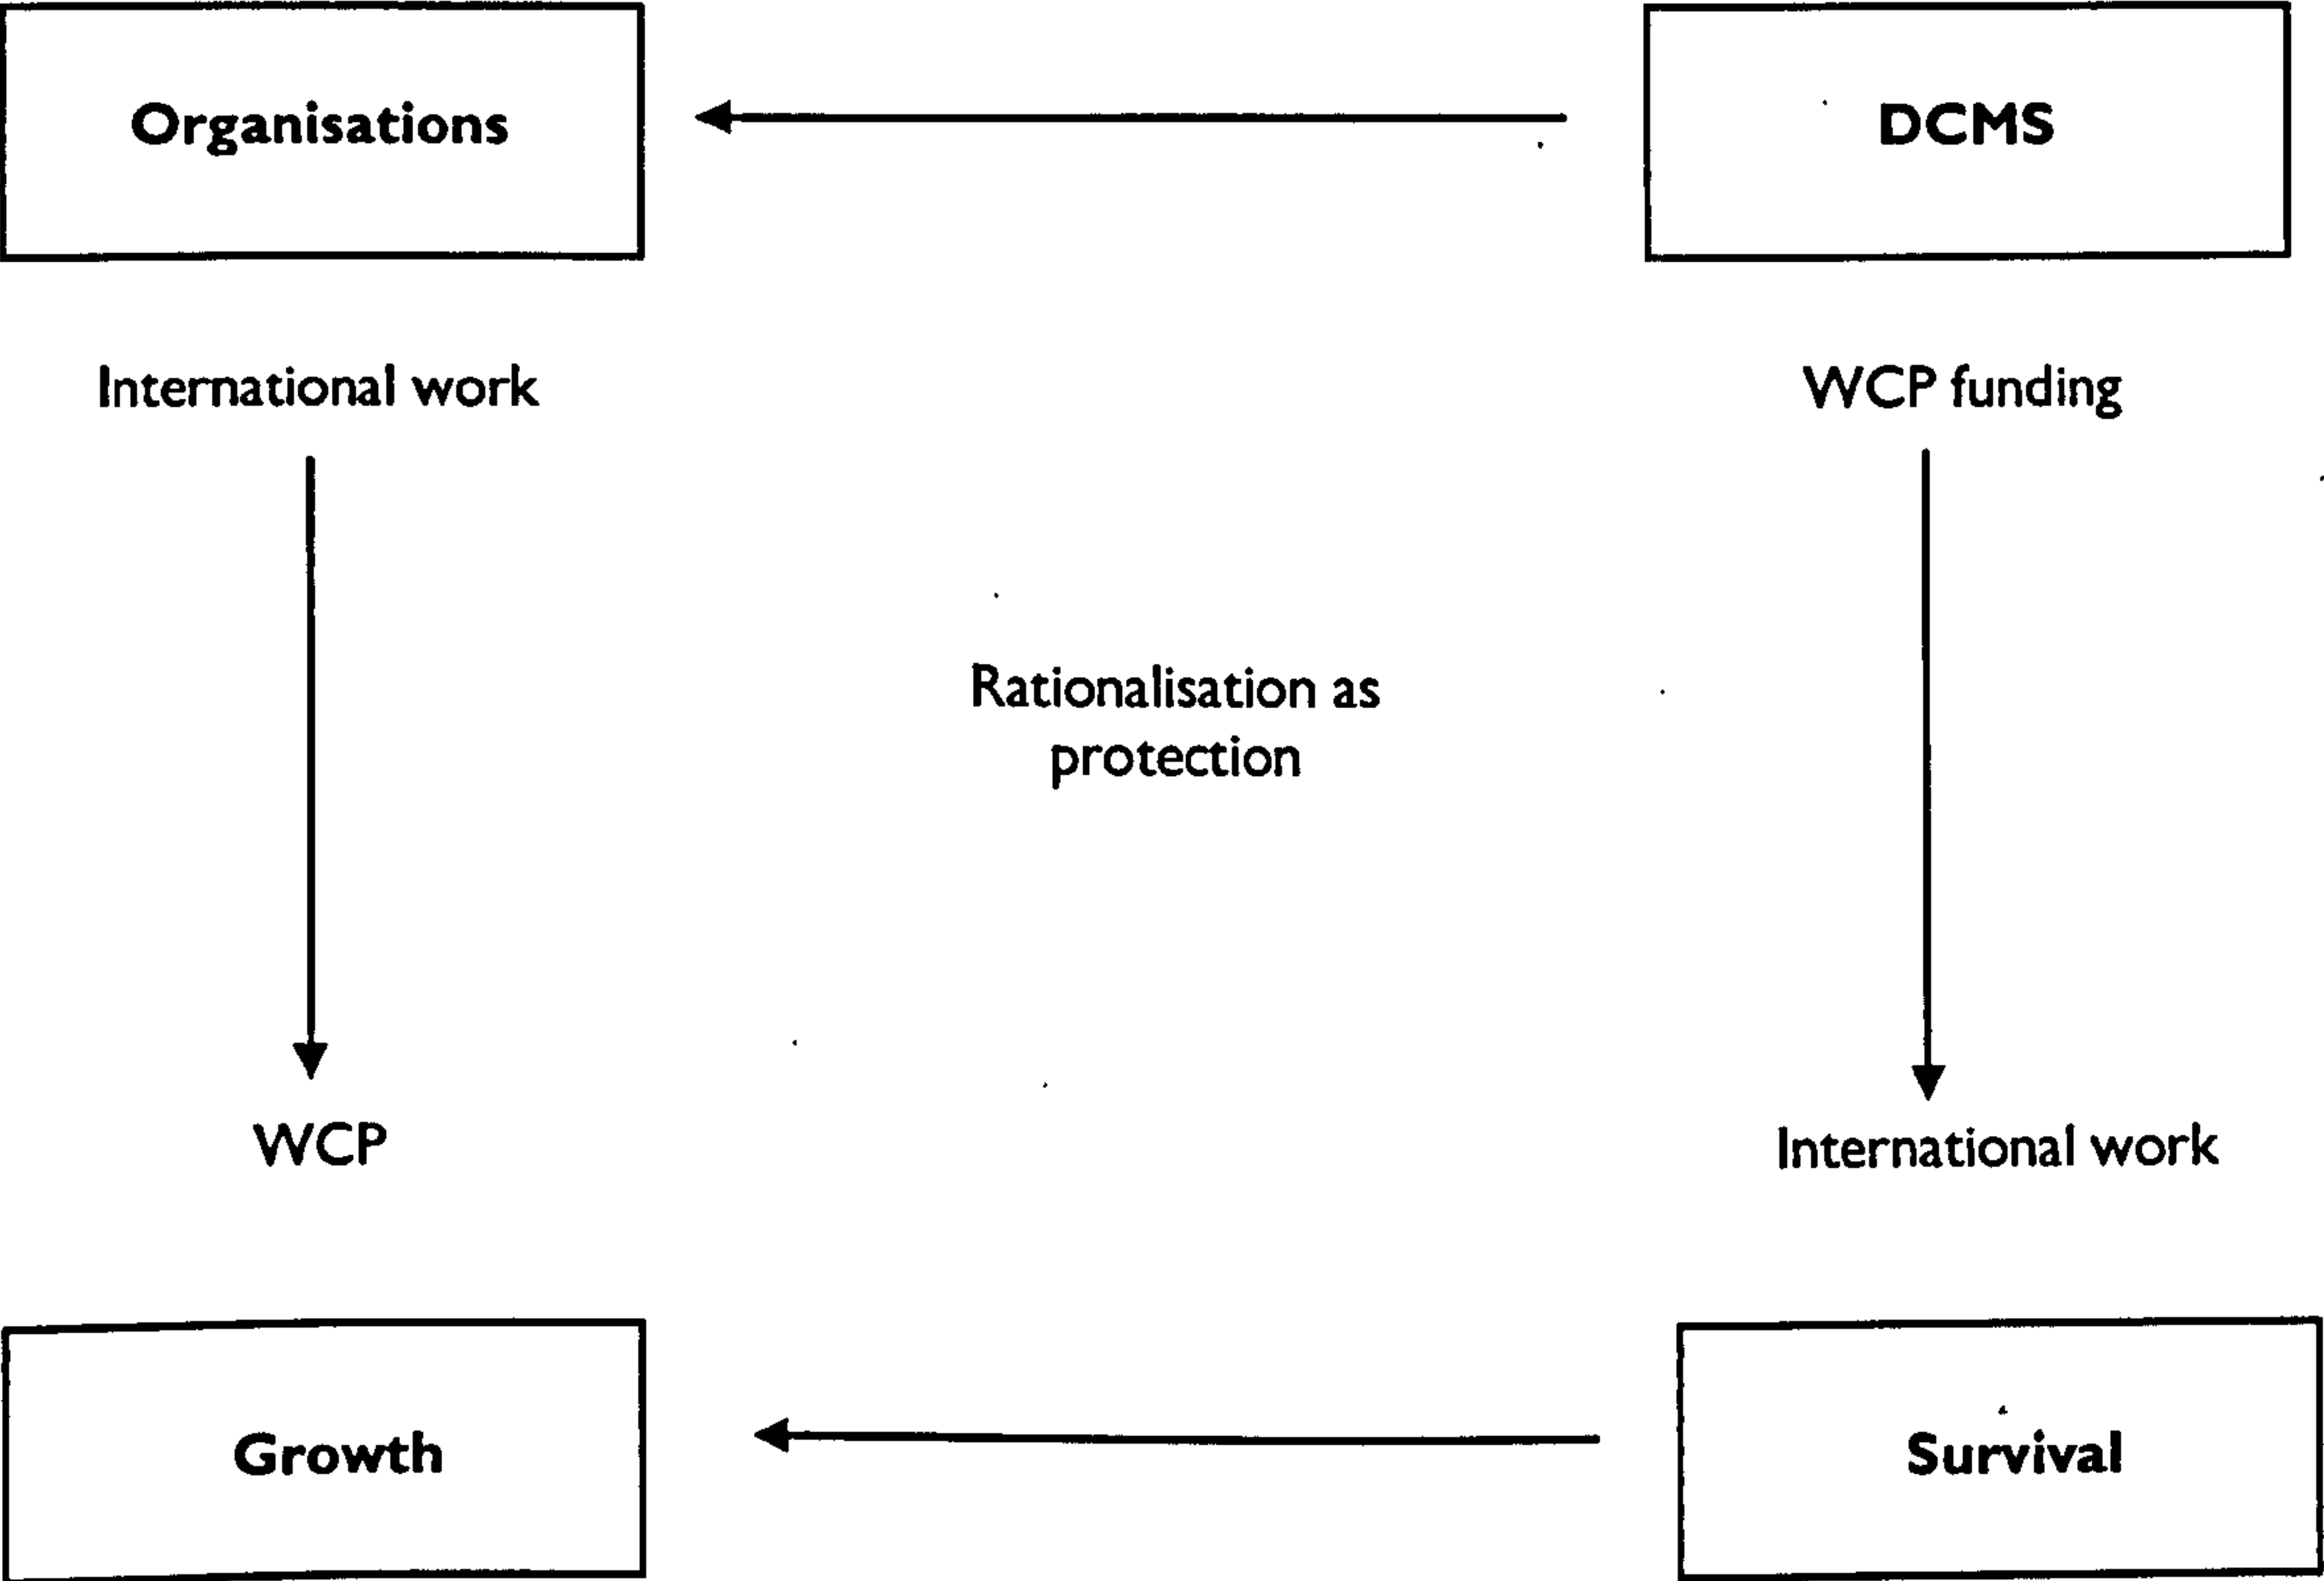 Organisations
DCMS
International work
WCP funding
Rationalisation as
protection
WCP
International work
Growth
Survival